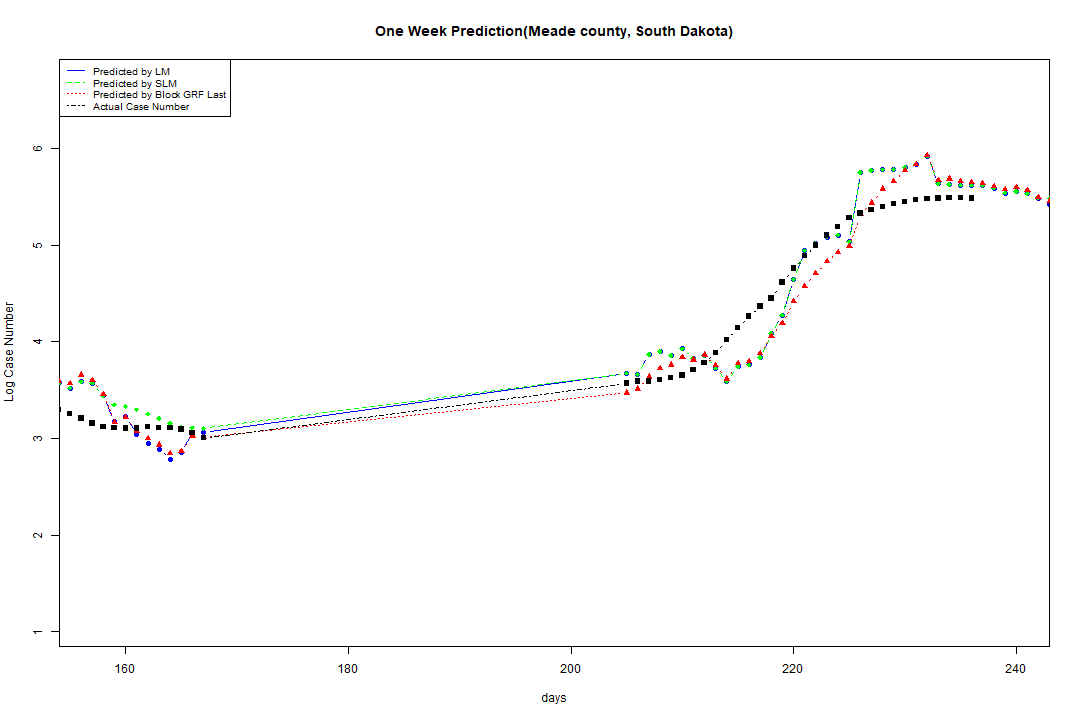 One Week Prediction(Meade county, South Dakota)
Predicted by LM
Predicted by SLM
Predicted by Block GRF Last
Actual Case Number
Log Case Number
6
5
4
3
2
1
160 180 200 220 240
days